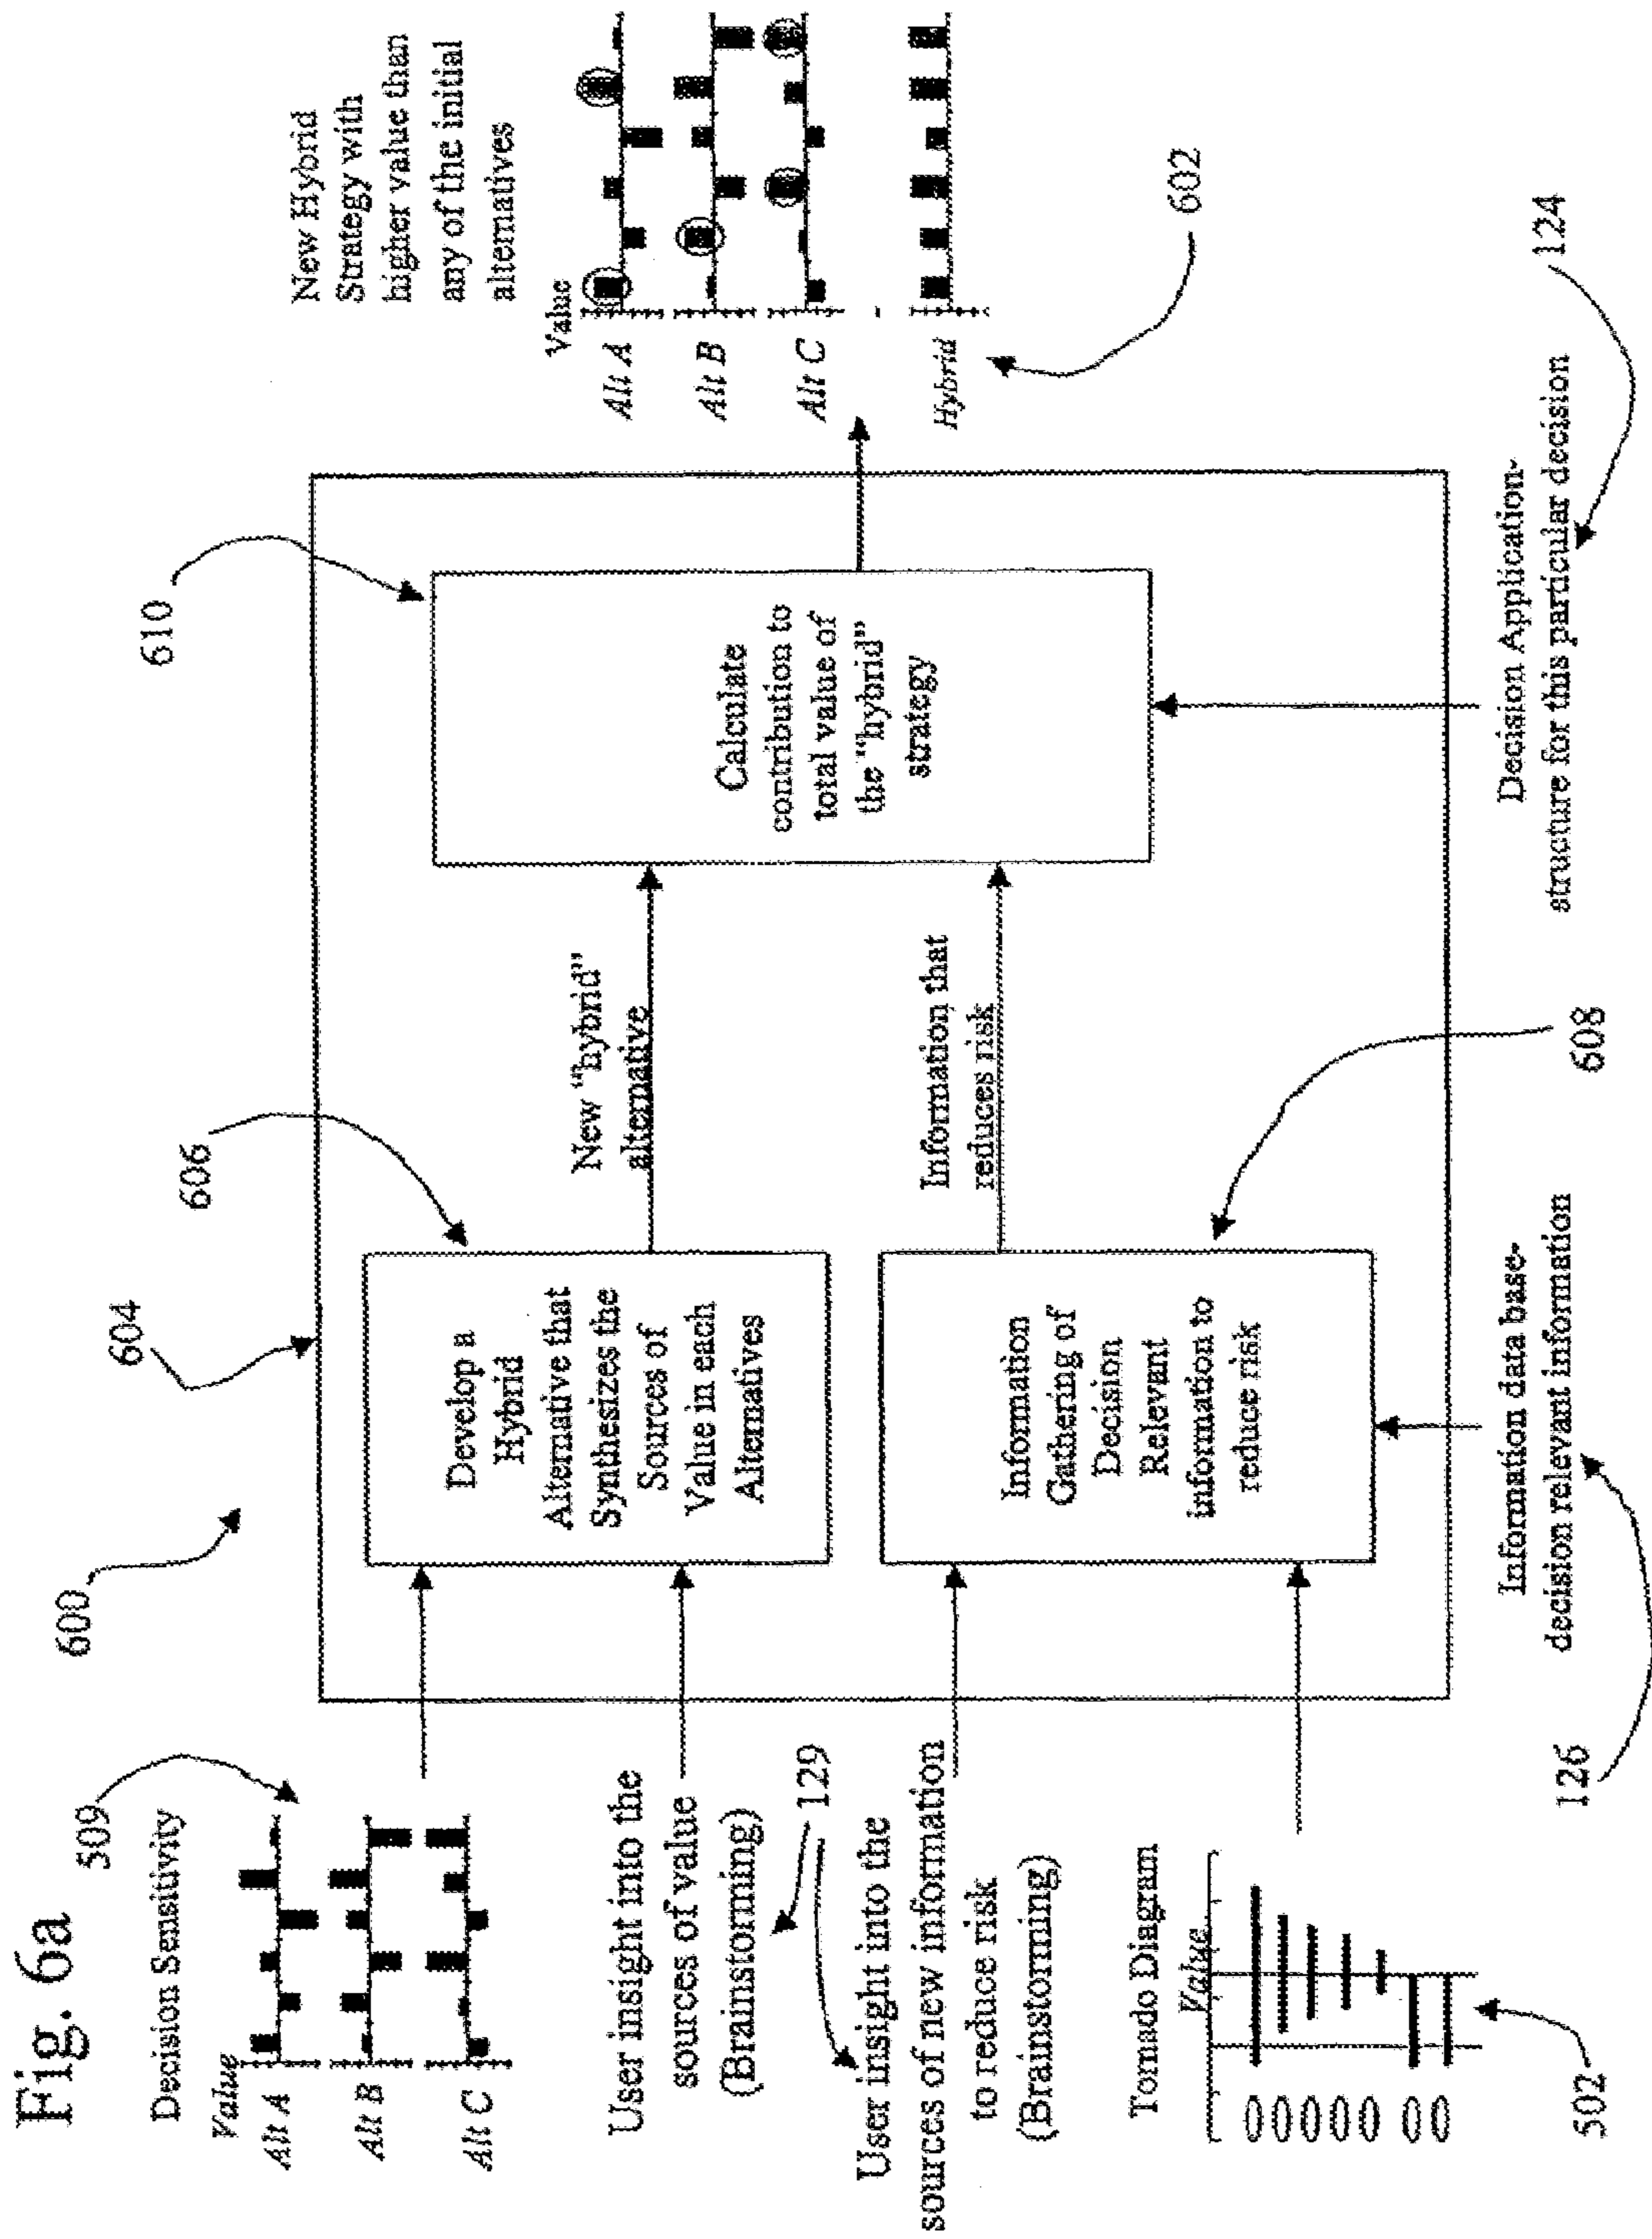 Fig. 6a
600
604
606
610
Decision Sensitivity
509
Value
Alt A
Alt B
Alt C
User insight into the
sources of value
(Brainstorming)
129
User insight into the
sources of new information
to reduce risk
(Brainstorming)
Tornado Diagram
Value
502
Develop a
Hybrid
Alternative that
Synthesizes the
Sources of
Value in each
Alternatives
Information
Gathering of
Decision
Relevant
information to
reduce risk
New "hybrid"
alternative
Information that
reduces risk
608
Calculate
contribution to
total value of
the "hybrid"
strategy
126
Information data base-
decision relevant information
Decision Application-
structure for this particular decision
124
New Hybrid
Strategy with
higher value than
any of the initial
alternatives
Value
Alt A
Alt B
Alt C
Hybrid
602